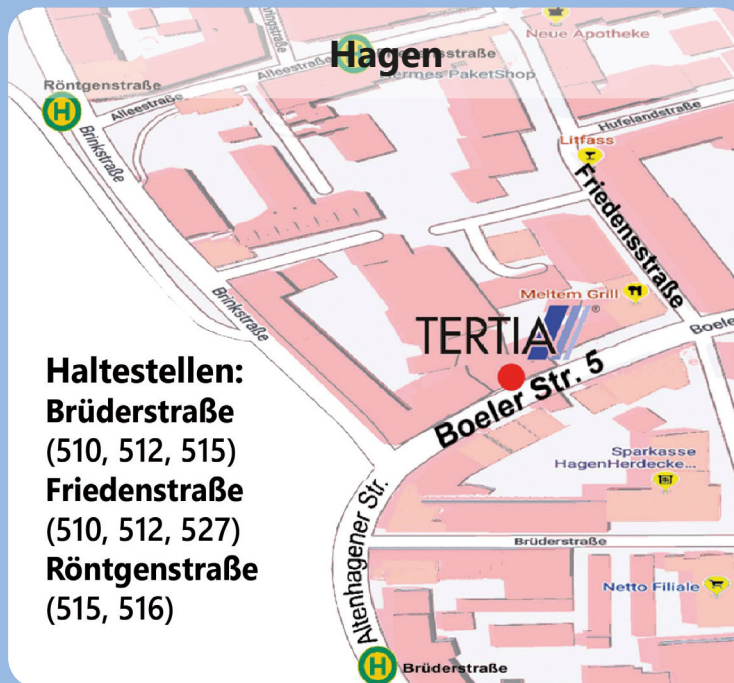 Hagen
Neue Apotheke
Alleestraße
Hermes PaketShop
Röntgenstraße
H
Alleestraße
Hufelandstraße
Brinkstraße
Litfass
Friedensstraße
Brinkstraße
Meltem Grill
TERTIA®
Boeler
Boeler Str. 5
Haltestellen:
Brüderstraße
(510, 512, 515)
Friedenstraße
(510, 512, 527)
Röntgenstraße
(515, 516)
Sparkasse
HagenHerdecke...
Altenhagener Str.
Brüderstraße
Netto Filiale
H
Brüderstraße